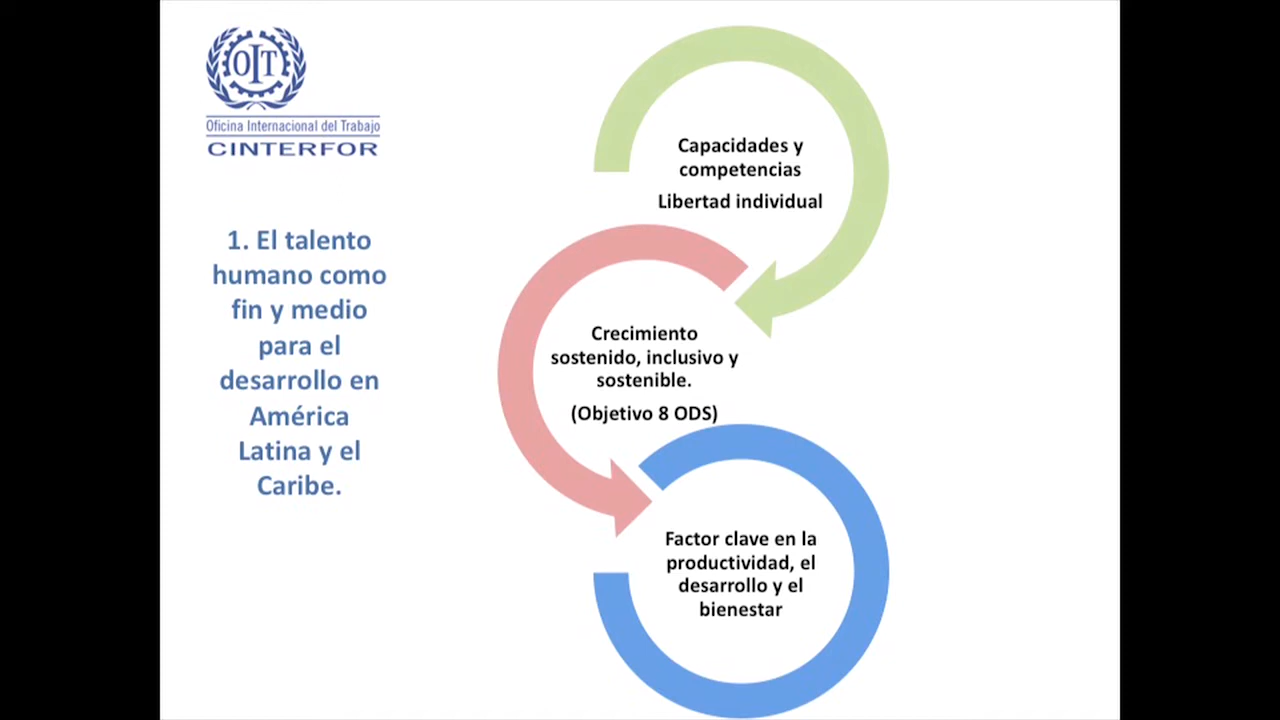 OIT
Oficina Internacional del Trabajo
CINTERFOR
1. El talento
humano como
fin y medio
para el
desarrollo en
América
Latina y el
Caribe.
Capacidades y
competencias
Libertad individual
Crecimiento
sostenido, inclusivo y
sostenible.
(Objetivo 8 ODS)
Factor clave en la
productividad, el
desarrollo y el
bienestar